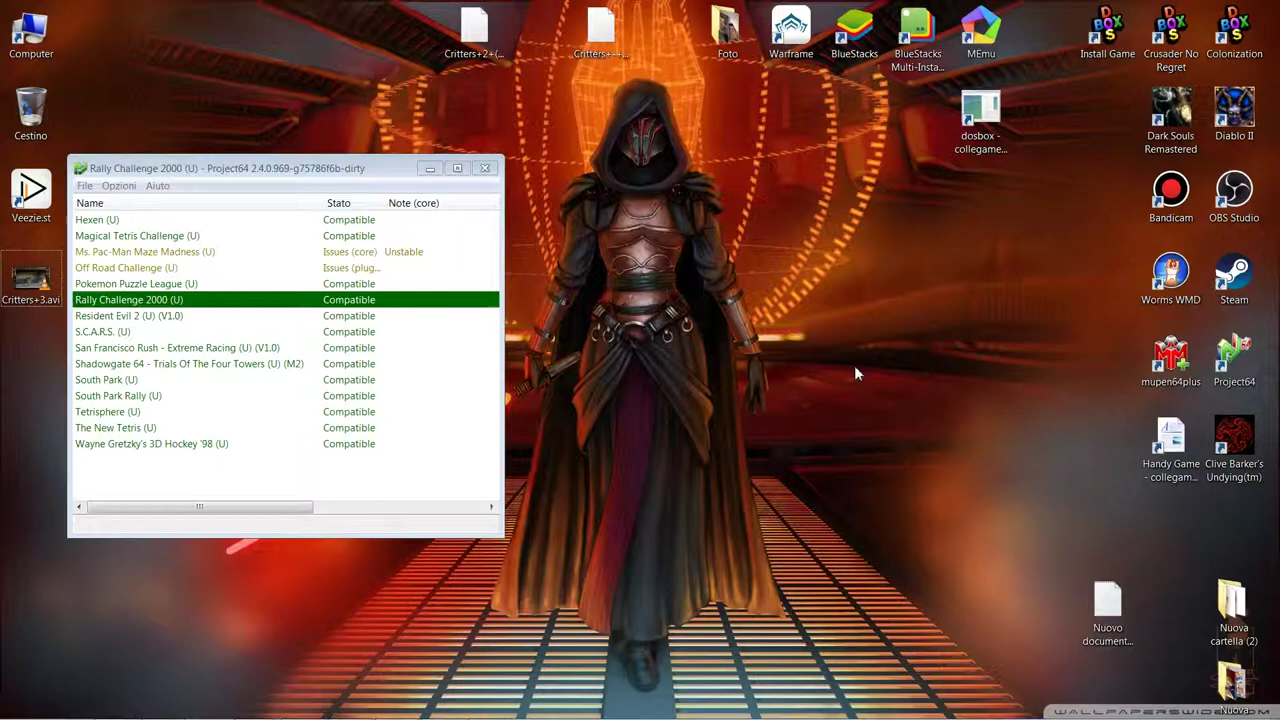 Computer
Cestino
Veezie.st
Critters+3.avi
Critters+2+(...
Critters+-+...
Foto
Warframe
BlueStacks
BlueStacks
Multi-Insta...
MEmu
dosbox -
collegame...
Install Game
Crusader No
Regret
Colonization
Dark Souls
Remastered
Diablo II
Bandicam
OBS Studio
Worms WMD
Steam
mupen64plus
Project64
Handy Game
- collegam...
Clive Barker's
Undying(tm)
Nuovo
document...
Nuova
cartella (2)
Nuova
Rally Challenge 2000 (U) - Project64 2.4.0.969-g75786f6b-dirty
File Opzioni Aiuto
Name Stato Note (core)
Hexen (U) Compatible
Magical Tetris Challenge (U) Compatible
Ms. Pac-Man Maze Madness (U) Issues (core) Unstable
Off Road Challenge (U) Issues (plug...
Pokemon Puzzle League (U) Compatible
Rally Challenge 2000 (U) Compatible
Resident Evil 2 (U) (V1.0) Compatible
S.C.A.R.S. (U) Compatible
San Francisco Rush - Extreme Racing (U) (V1.0) Compatible
Shadowgate 64 - Trials Of The Four Towers (U) (M2) Compatible
South Park (U) Compatible
South Park Rally (U) Compatible
Tetrisphere (U) Compatible
The New Tetris (U) Compatible
Wayne Gretzky's 3D Hockey '98 (U) Compatible
WALLPAPERSWIDE.COM